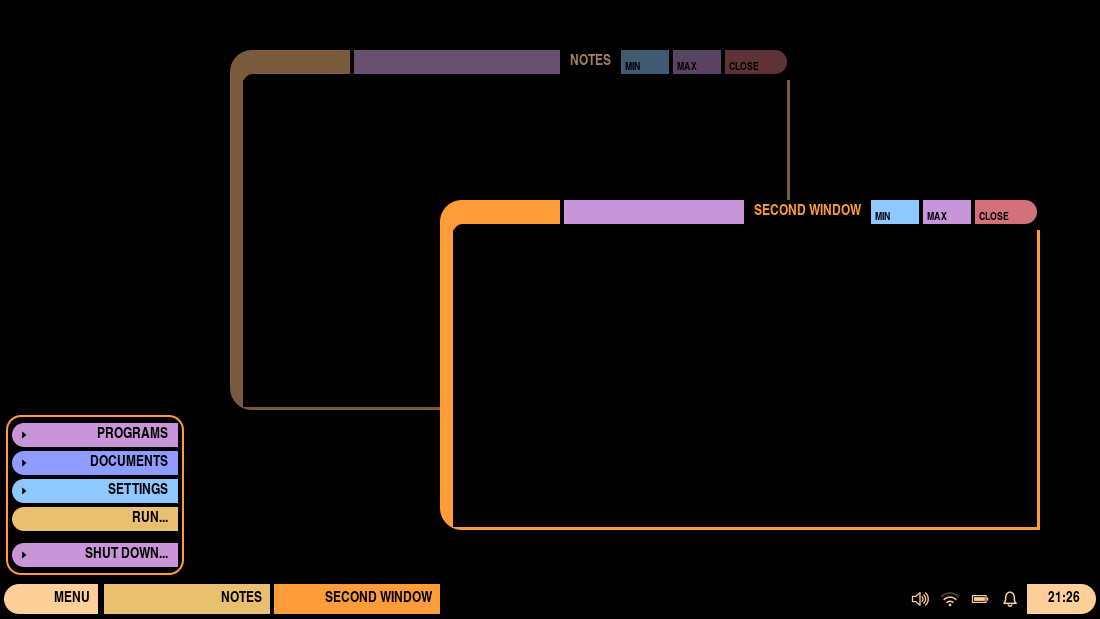 NOTES
MIN
MAX
CLOSE
SECOND WINDOW
MIN
MAX
CLOSE
PROGRAMS
DOCUMENTS
SETTINGS
RUN...
SHUT DOWN...
MENU
NOTES
SECOND WINDOW
21:26